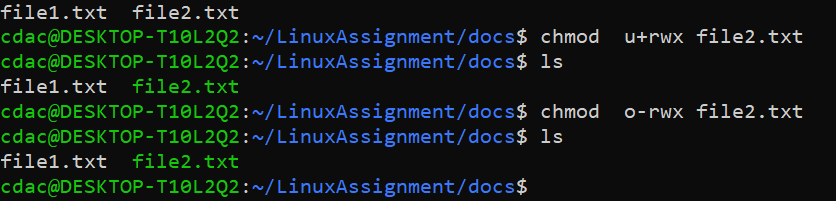 file1.txt  file2.txt
cdac@DESKTOP-T10L2Q2:~/LinuxAssignment/docs$ chmod  u+rwx file2.txt
cdac@DESKTOP-T10L2Q2:~/LinuxAssignment/docs$ ls
file1.txt  file2.txt
cdac@DESKTOP-T10L2Q2:~/LinuxAssignment/docs$ chmod  o-rwx file2.txt
cdac@DESKTOP-T10L2Q2:~/LinuxAssignment/docs$ ls
file1.txt  file2.txt
cdac@DESKTOP-T10L2Q2:~/LinuxAssignment/docs$